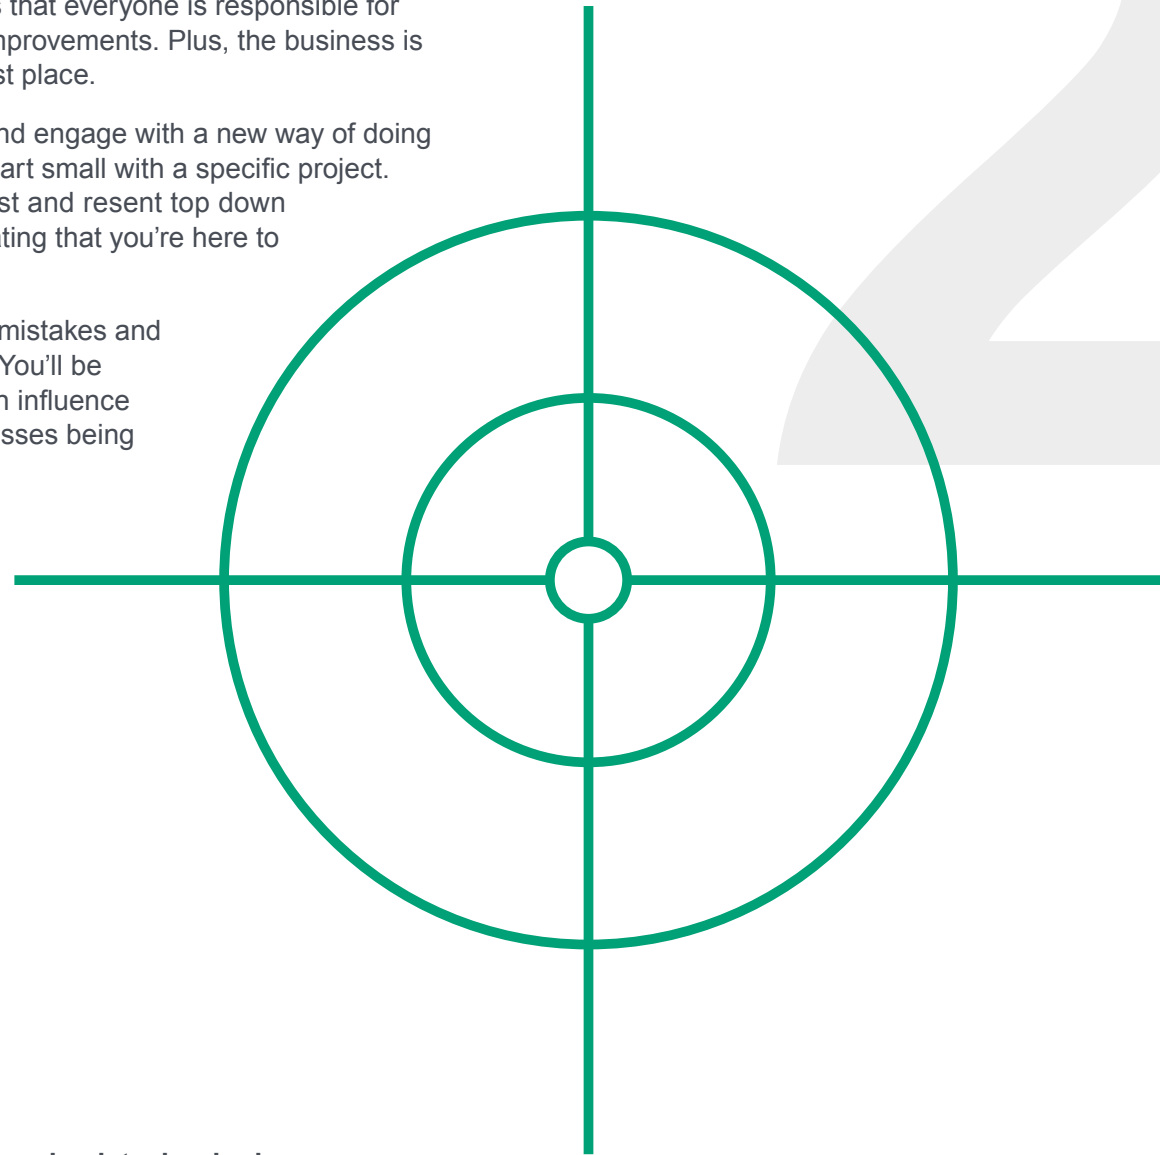 s that everyone is responsible for
nprovements. Plus, the business is
st place.
nd engage with a new way of doing
art small with a specific project.
st and resent top down
ating that you're here to
mistakes and
You'll be
n influence
sses being
2